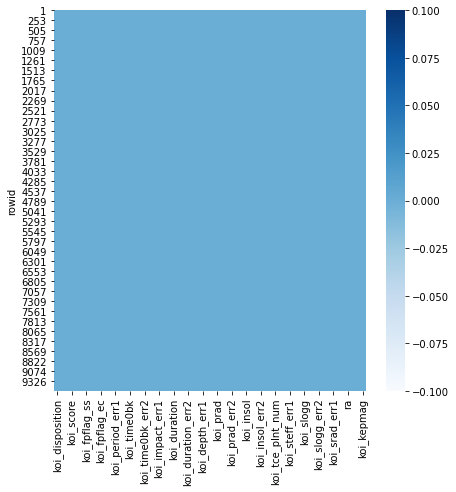 rowid
1
253
505
757
1009
1261
1513
1765
2017
2269
2521
2773
3025
3277
3529
3781
4033
4285
4537
4789
5041
5293
5545
5797
6049
6301
6553
6805
7057
7309
7561
7813
8065
8317
8569
8822
9074
9326
koi_disposition
koi_score
koi_fpflag_ss
koi_fpflag_ec
koi_period_err1
koi_time0bk
koi_time0bk_err2
koi_impact_err1
koi_duration
koi_duration_err2
koi_depth_err1
koi_prad
koi_prad_err2
koi_insol
koi_insol_err2
koi_tce_plnt_num
koi_steff_err1
koi_slogg
koi_slogg_err2
koi_srad_err1
ra
koi_kepmag
0.100
0.075
0.050
0.025
0.000
−0.025
−0.050
−0.075
−0.100